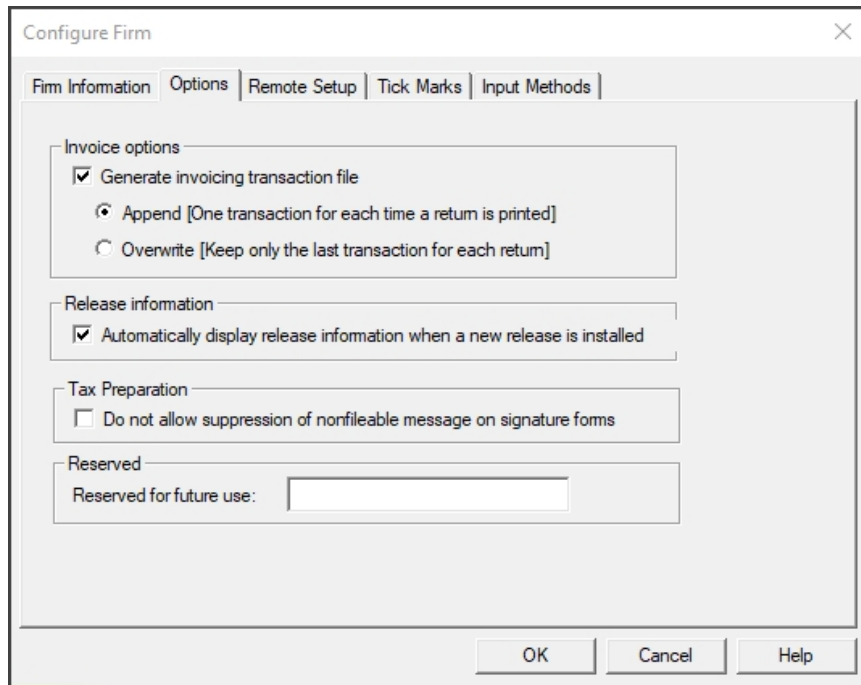 Configure Firm
Firm Information Options Remote Setup Tick Marks Input Methods
Invoice options
Generate invoicing transaction file
Append [One transaction for each time a return is printed]
Overwrite [Keep only the last transaction for each return]
Release information
Automatically display release information when a new release is installed
Tax Preparation
Do not allow suppression of nonfileable message on signature forms
Reserved
Reserved for future use:
OK Cancel Help